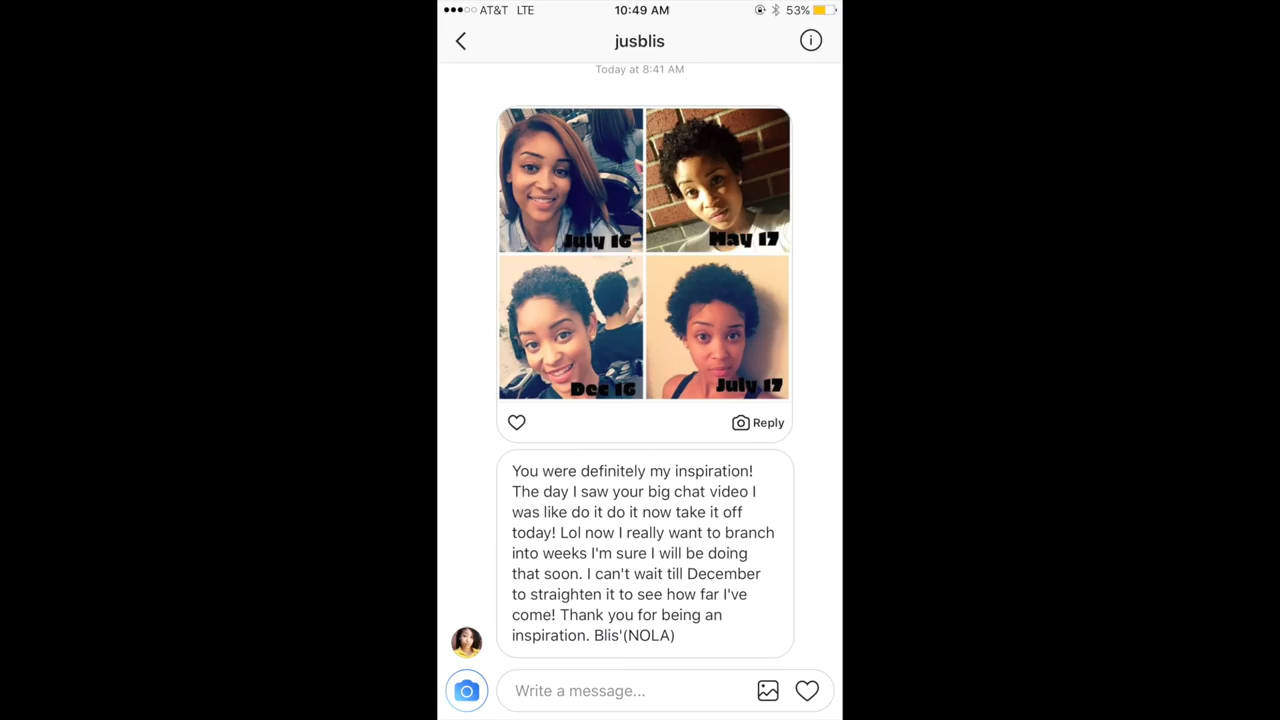 AT&T LTE 10:49 AM 53%
jusblis
Today at 8:41 AM
July 16 May 17
Dec 16 July 17
Reply
You were definitely my inspiration!
The day I saw your big chat video I
was like do it do it now take it off
today! Lol now I really want to branch
into weeks I'm sure I will be doing
that soon. I can't wait till December
to straighten it to see how far I've
come! Thank you for being an
inspiration. Blis'(NOLA)
Write a message...